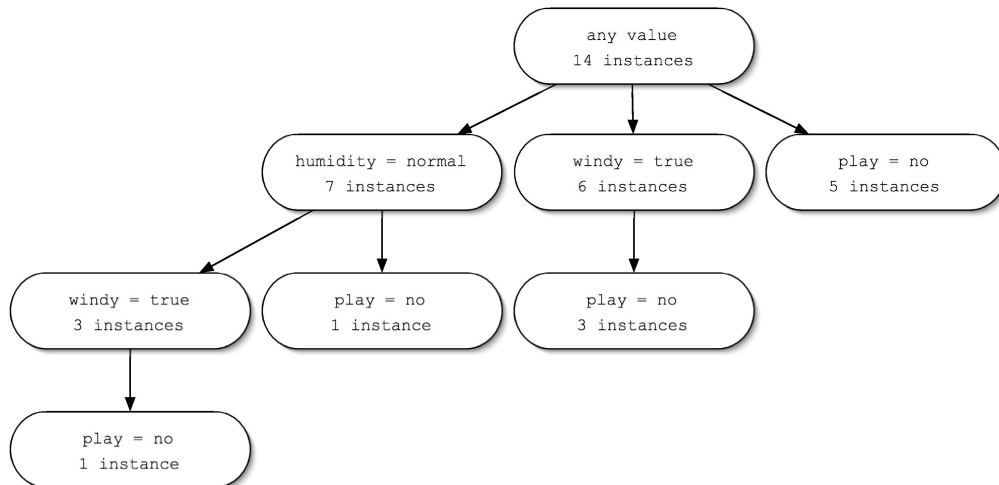 any value
14 instances
humidity = normal
7 instances
windy = true
6 instances
play = no
5 instances
windy = true
3 instances
play = no
1 instance
play = no
3 instances
play = no
1 instance